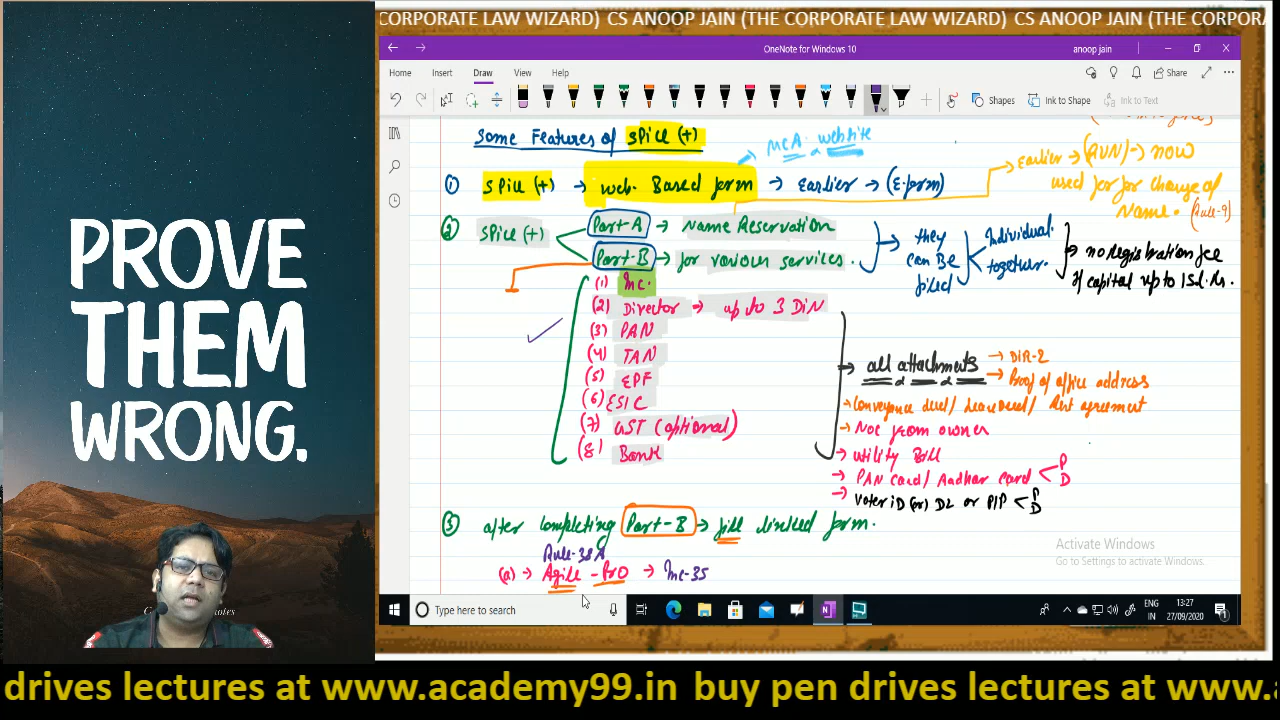 CORPORATE LAW WIZARD) CS ANOOP JAIN (THE CORPORATE LAW WIZARD) CS ANOOP JAIN (THE CORPORA
OneNote for Windows 10
anoop jain
Home Insert Draw View Help
Share
Shapes
Ink to Shape
Ink to Text
PROVE
THEM
WRONG.
Some Features of SPice (+)
MCA website
① SPice (+) → web-Based form → Earlier → (E-form)
Earlier → (RUN) → now
used for for change of
Name. (Rule-9)
② SPice (+)
Part-A → Name Reservation
Part-B → for various services.
they
can Be
filed
Individual.
together.
no Registration fee
if capital up to 15 L. Rs.
(1) Inc.
(2) Director → up to 3 DIN
(3) PAN
(4) TAN
(5) EPF
(6) ESIC
(7) GST (optional)
(8) Bank
→ all attachments
→ DIR-2
→ Proof of office address
→ Conveyance deed/ Lease Deed/ Rent agreement
→ NOC from owner
→ utility Bill
→ PAN Card/ Aadhar Card < P D
→ Voter ID (or) DL or P/P < P D
③ after completing Part-B → fill linked form.
Rule-38A
(a) → Agile - PRO → Inc-35
Activate Windows
Go to Settings to activate Windows.
Type here to search
ENG
IN
13:27
27/09/2020
drives lectures at www.academy99.in buy pen drives lectures at www.a